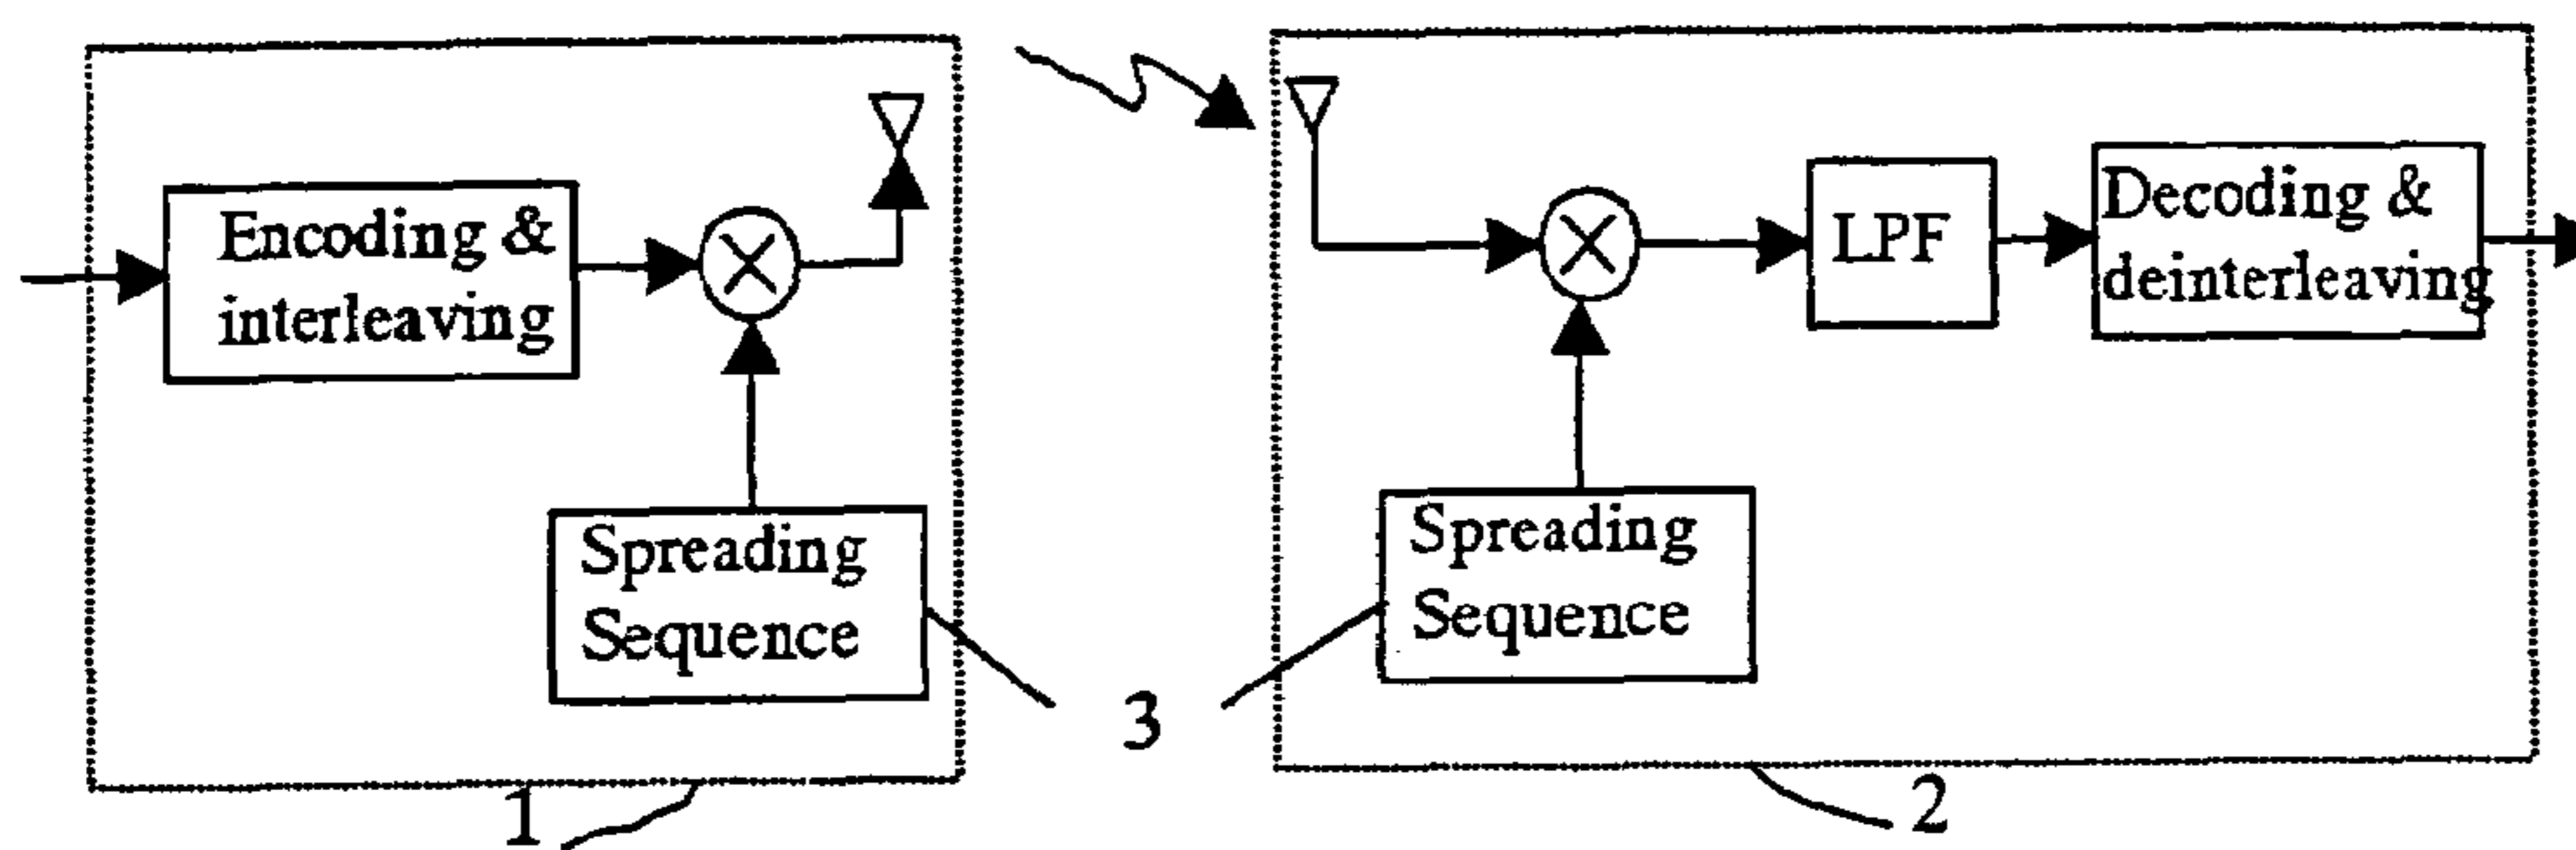 Encoding &
interleaving
Spreading
Sequence
1
3
LPF
Decoding &
deinterleaving
Spreading
Sequence
2